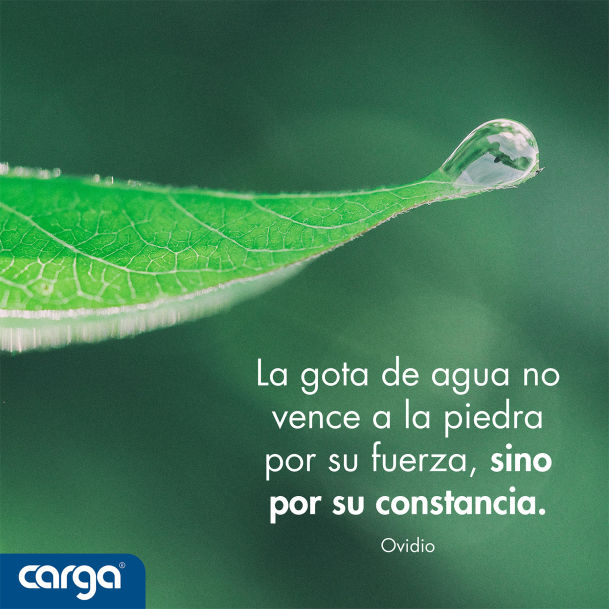 La gota de agua no
vence a la piedra
por su fuerza, sino
por su constancia.
Ovidio
carga®